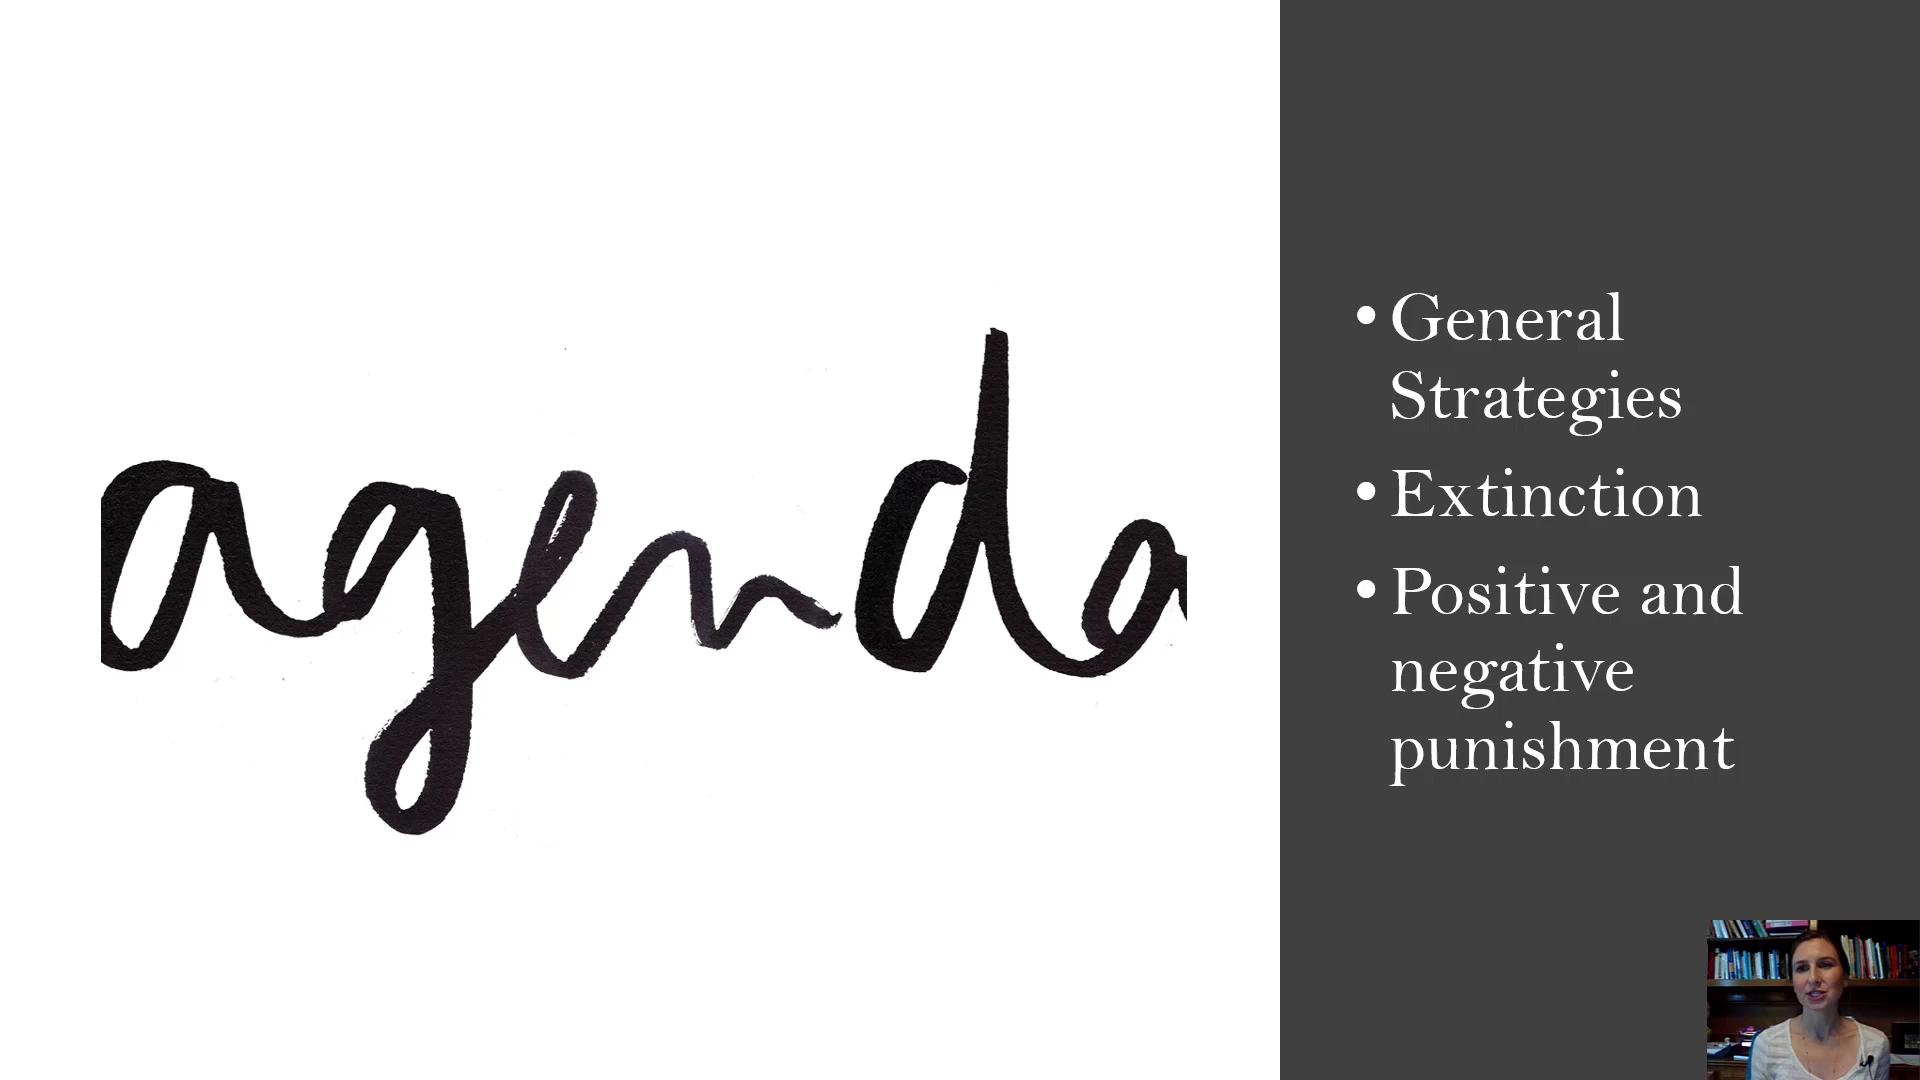 agenda
• General
Strategies
• Extinction
• Positive and
negative
punishment